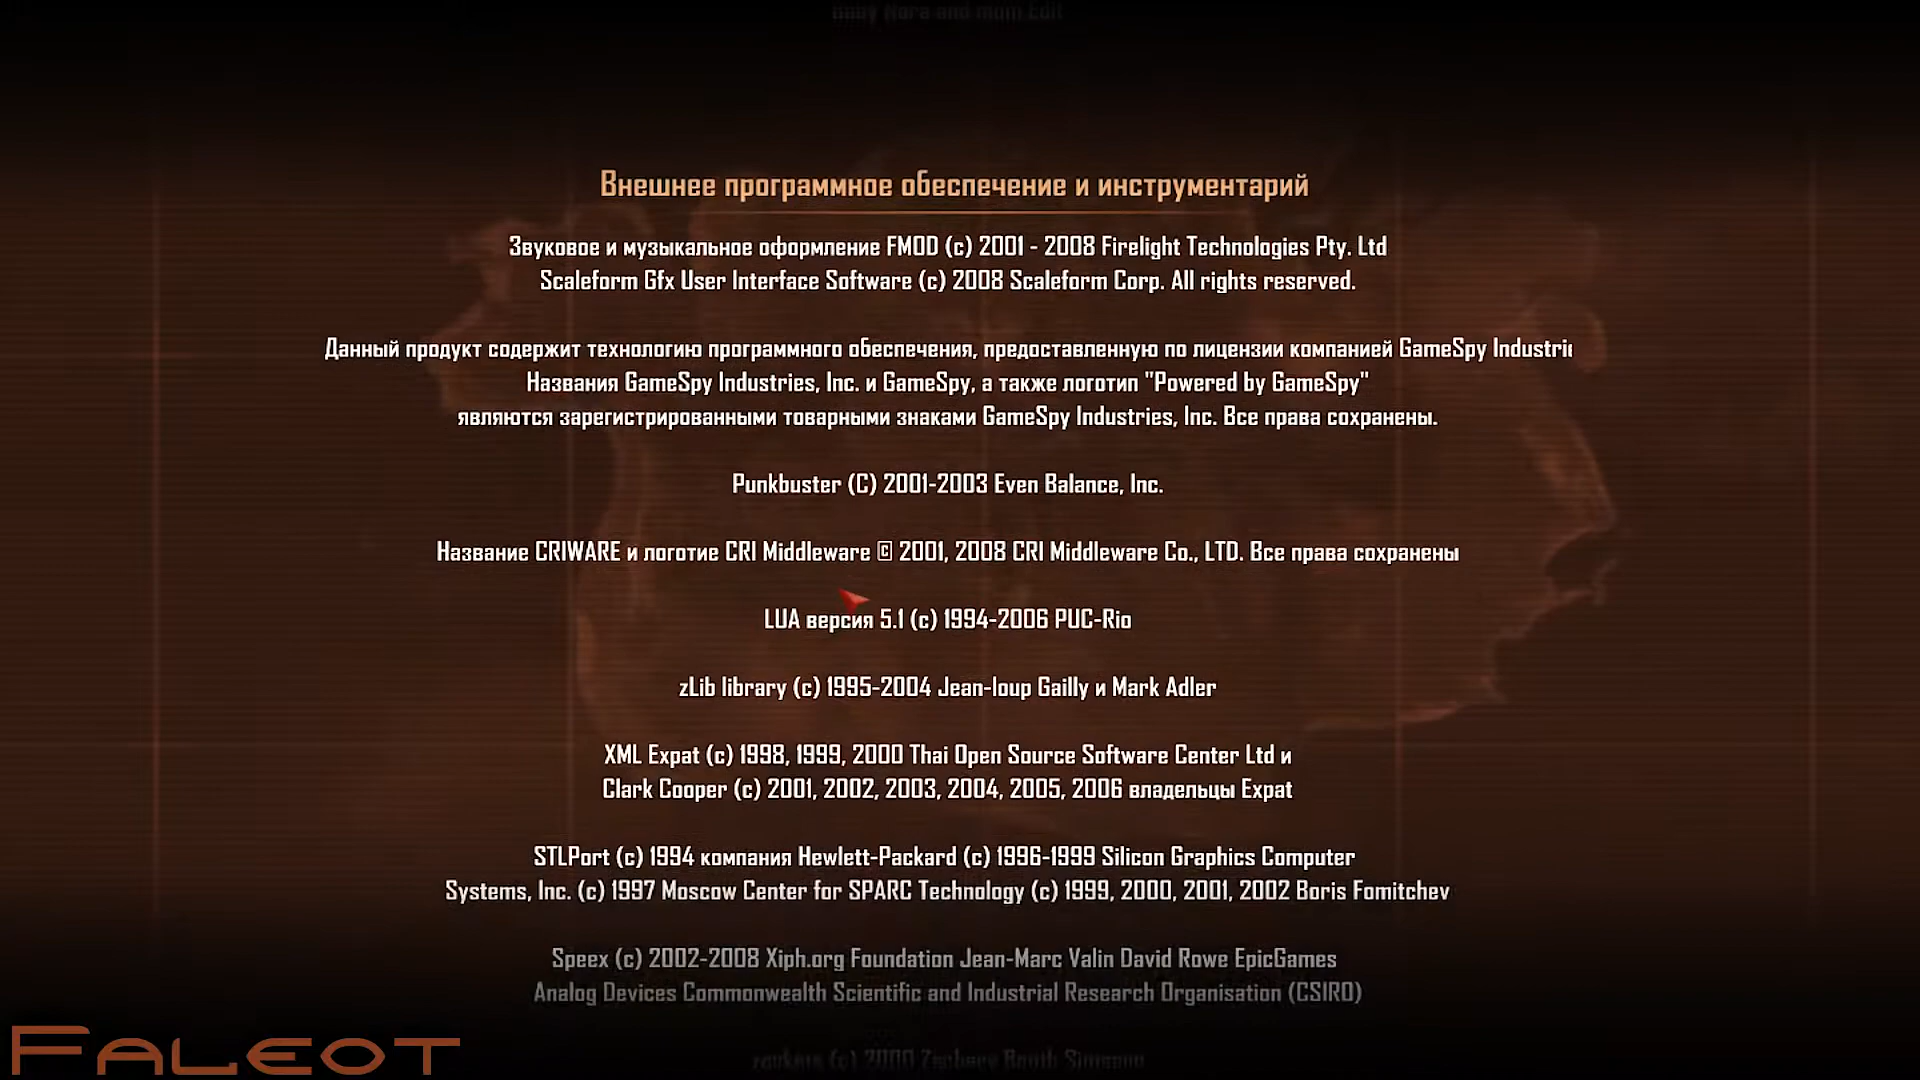 Baby Nora and mum Edit
Внешнее программное обеспечение и инструментарий
Звуковое и музыкальное оформление FMOD (c) 2001 - 2008 Firelight Technologies Pty. Ltd
Scaleform Gfx User Interface Software (c) 2008 Scaleform Corp. All rights reserved.
Данный продукт содержит технологию программного обеспечения, предоставленную по лицензии компанией GameSpy Industri
Названия GameSpy Industries, Inc. и GameSpy, а также логотип "Powered by GameSpy"
являются зарегистрированными товарными знаками GameSpy Industries, Inc. Все права сохранены.
Punkbuster (C) 2001-2003 Even Balance, Inc.
Название CRIWARE и логотие CRI Middleware © 2001, 2008 CRI Middleware Co., LTD. Все права сохранены
LUA версия 5.1 (c) 1994-2006 PUC-Rio
zLib library (c) 1995-2004 Jean-loup Gailly и Mark Adler
XML Expat (c) 1998, 1999, 2000 Thai Open Source Software Center Ltd и
Clark Cooper (c) 2001, 2002, 2003, 2004, 2005, 2006 владельцы Expat
STLPort (c) 1994 компания Hewlett-Packard (c) 1996-1999 Silicon Graphics Computer
Systems, Inc. (c) 1997 Moscow Center for SPARC Technology (c) 1999, 2000, 2001, 2002 Boris Fomitchev
Speex (c) 2002-2008 Xiph.org Foundation Jean-Marc Valin David Rowe EpicGames
Analog Devices Commonwealth Scientific and Industrial Research Organisation (CSIRO)
(c) 2000
FALEOT